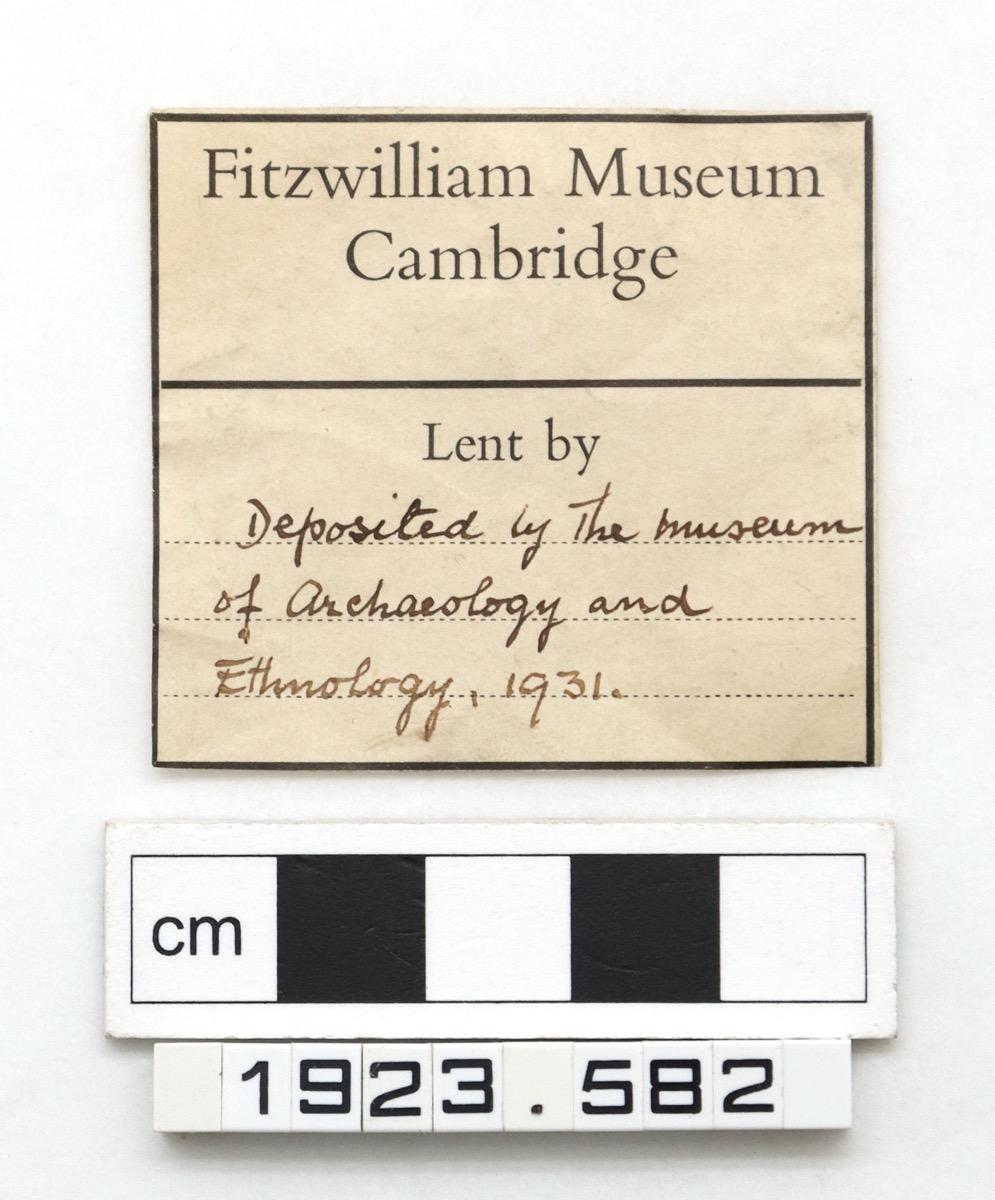 Fitzwilliam Museum
Cambridge
Lent by
Deposited by The Museum
of Archaeology and
Ethnology, 1931.
cm
1923.582